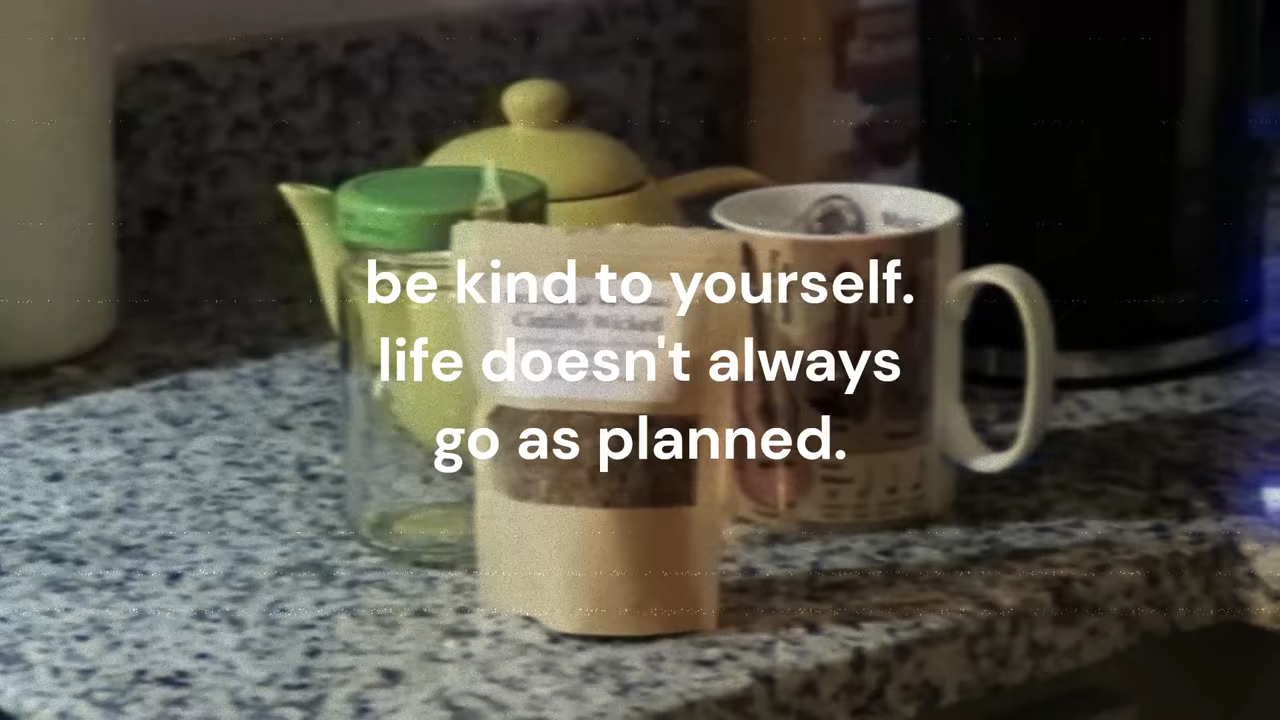 be kind to yourself.
life doesn't always
go as planned.